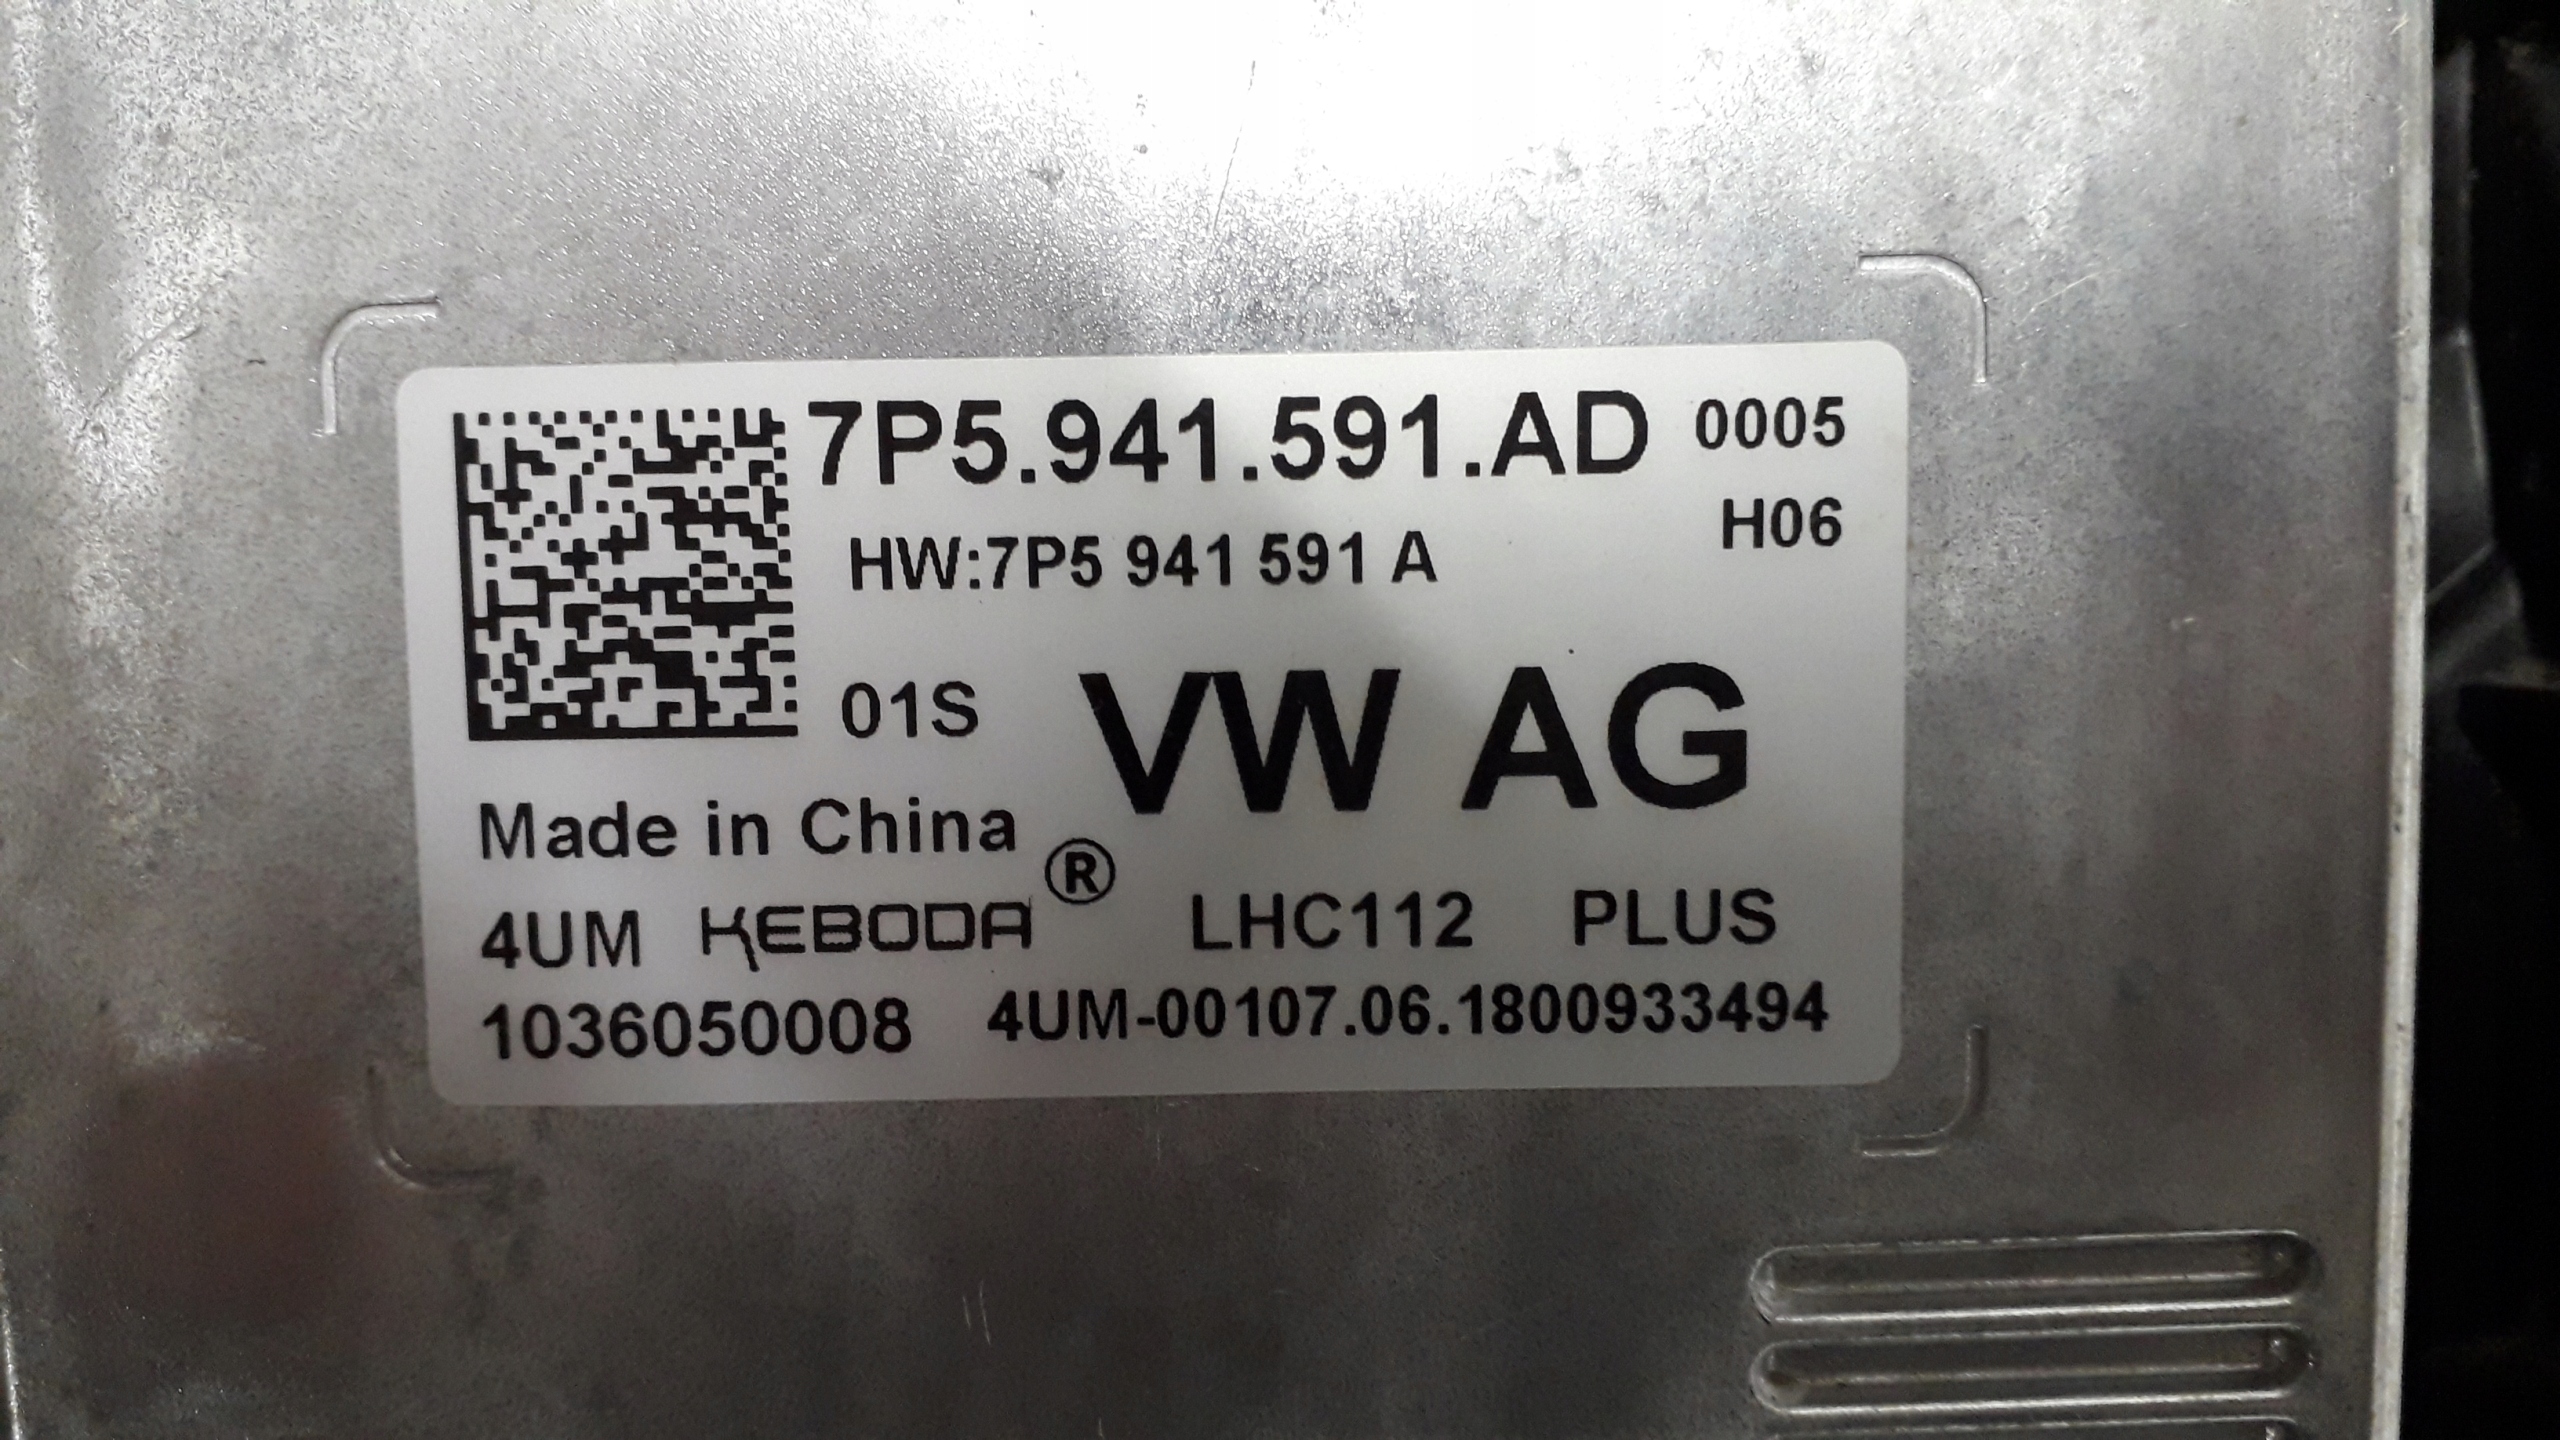 7P5.941.591.AD 0005
HW:7P5 941 591 A H06
01S VW AG
Made in China
4UM KEBODA® LHC112 PLUS
1036050008 4UM-00107.06.1800933494